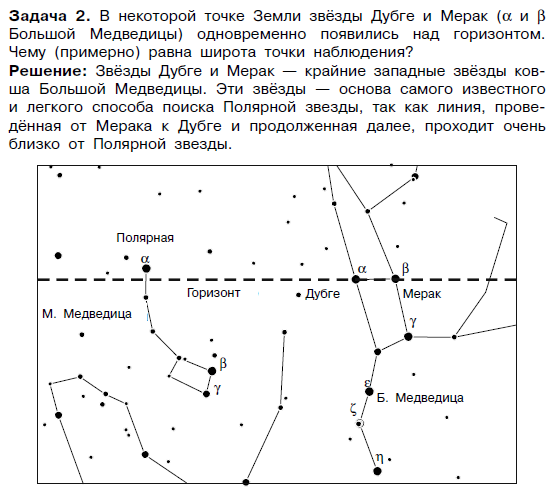 Задача 2. В некоторой точке Земли звёзды Дубге и Мерак (α и β
Большой Медведицы) одновременно появились над горизонтом.
Чему (примерно) равна широта точки наблюдения?
Решение: Звёзды Дубге и Мерак — крайние западные звёзды ков-
ша Большой Медведицы. Эти звёзды — основа самого известного
и легкого способа поиска Полярной звезды, так как линия, прове-
дённая от Мерака к Дубге и продолженная далее, проходит очень
близко от Полярной звезды.
Полярная
α
α
β
Горизонт
Дубге
Мерак
М. Медведица
γ
β
γ
ε
Б. Медведица
ζ
η